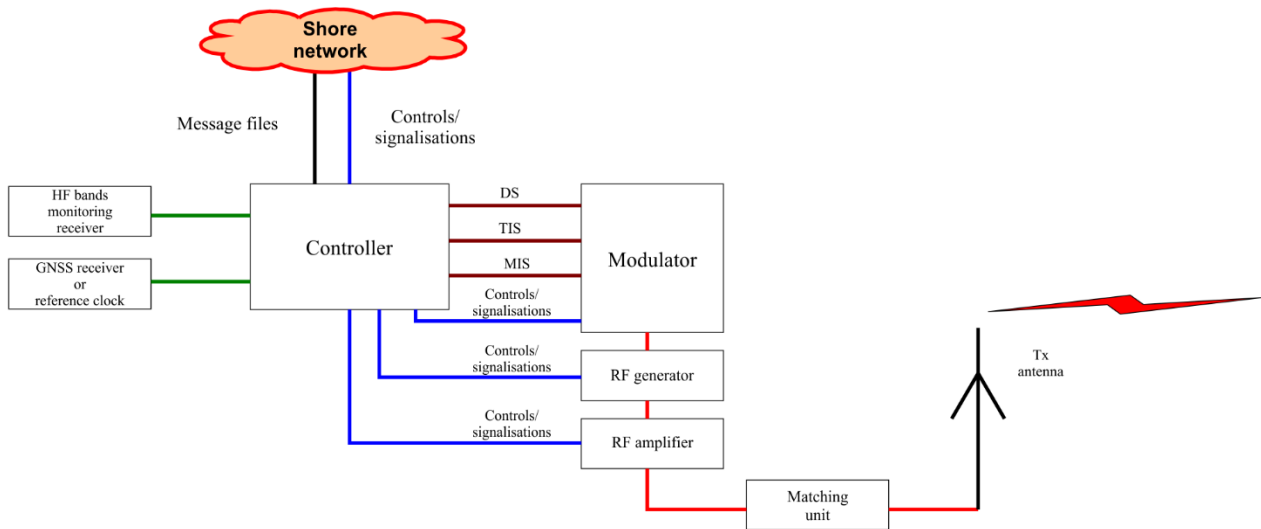 Shore
network
Message files
Controls/
signalisations
HF bands
monitoring
receiver
GNSS receiver
or
reference clock
Controller
DS
TIS
MIS
Controls/
signalisations
Modulator
Controls/
signalisations
RF generator
Controls/
signalisations
RF amplifier
Matching
unit
Tx
antenna